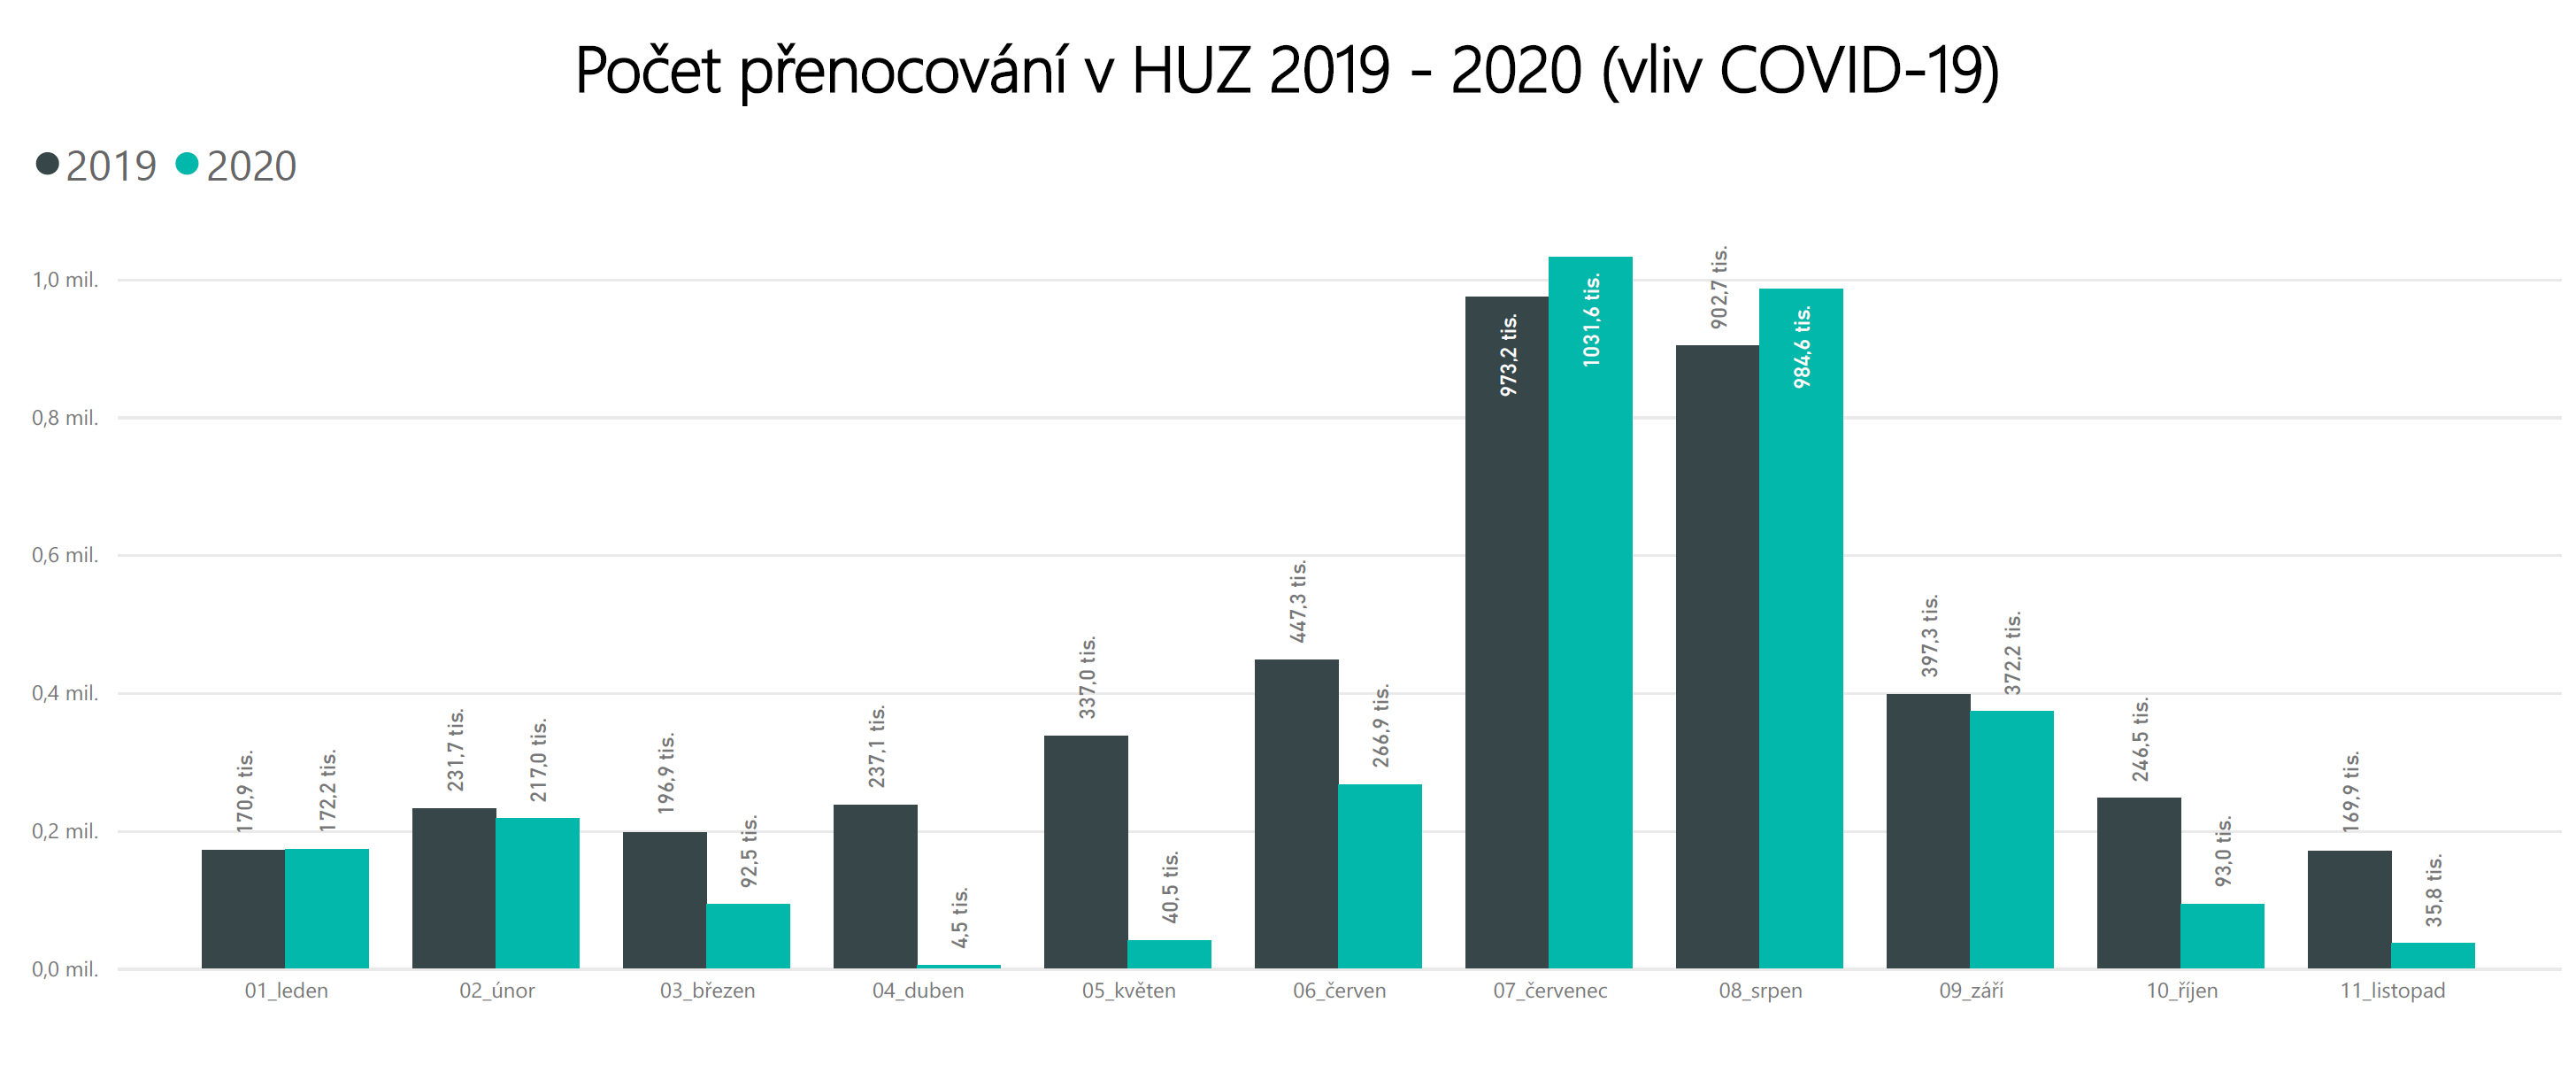 Počet přenocování v HUZ 2019 - 2020 (vliv COVID-19)
2019 2020
1,0 mil.
0,8 mil.
0,6 mil.
0,4 mil.
0,2 mil.
0,0 mil.
170,9 tis.
172,2 tis.
231,7 tis.
217,0 tis.
196,9 tis.
92,5 tis.
237,1 tis.
4,5 tis.
337,0 tis.
40,5 tis.
447,3 tis.
266,9 tis.
973,2 tis.
1031,6 tis.
902,7 tis.
984,6 tis.
397,3 tis.
372,2 tis.
246,5 tis.
93,0 tis.
169,9 tis.
35,8 tis.
01_leden 02_únor 03_březen 04_duben 05_květen 06_červen 07_červenec 08_srpen 09_září 10_říjen 11_listopad